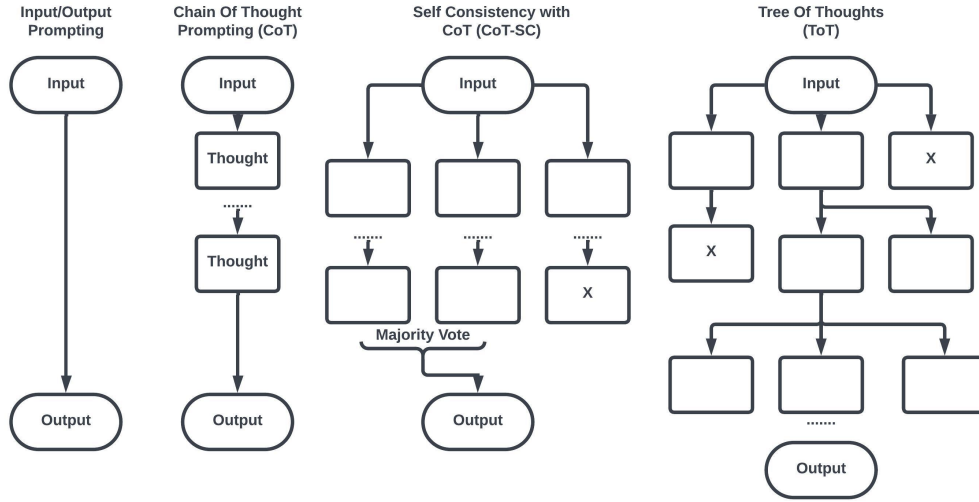 Input/Output
Prompting
Chain Of Thought
Prompting (CoT)
Self Consistency with
CoT (CoT-SC)
Tree Of Thoughts
(ToT)
Input
Input
Input
Input
Thought
X
.......
.......
.......
.......
Thought
X
X
Majority Vote
Output
Output
Output
.......
Output